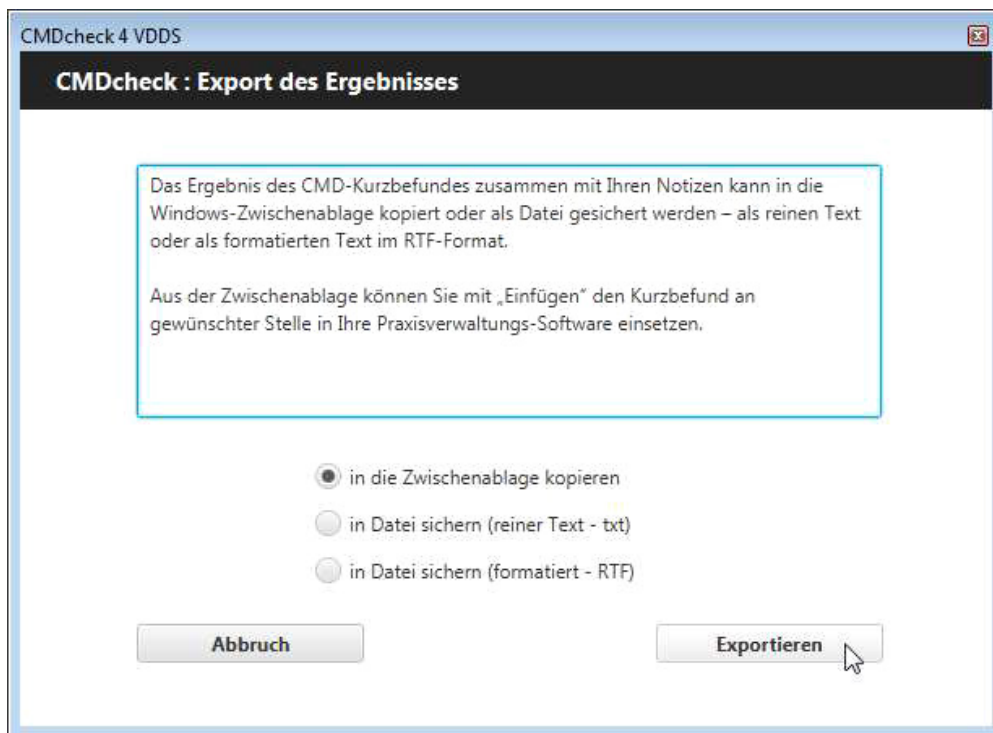 CMDcheck 4 VDDS
CMDcheck : Export des Ergebnisses
Das Ergebnis des CMD-Kurzbefundes zusammen mit Ihren Notizen kann in die
Windows-Zwischenablage kopiert oder als Datei gesichert werden – als reinen Text
oder als formatierten Text im RTF-Format.
Aus der Zwischenablage können Sie mit „Einfügen“ den Kurzbefund an
gewünschter Stelle in Ihre Praxisverwaltungs-Software einsetzen.
in die Zwischenablage kopieren
in Datei sichern (reiner Text - txt)
in Datei sichern (formatiert - RTF)
Abbruch
Exportieren